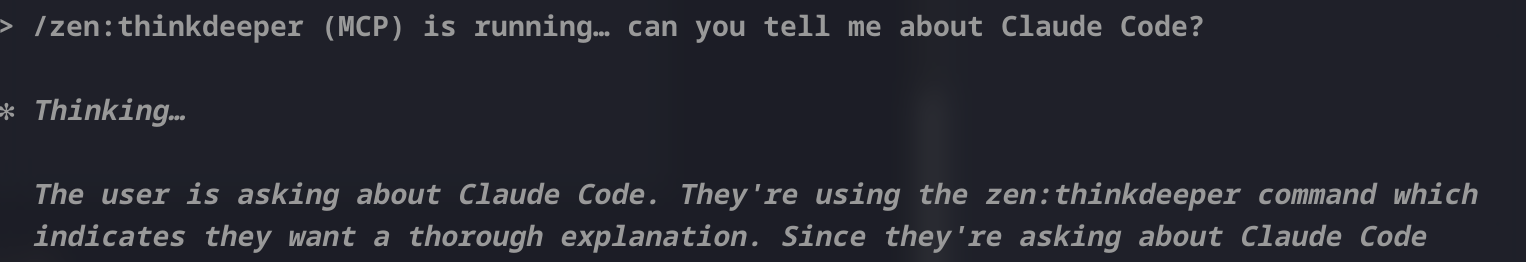 > /zen:thinkdeeper (MCP) is running… can you tell me about Claude Code?
✻ Thinking…
The user is asking about Claude Code. They're using the zen:thinkdeeper command which
indicates they want a thorough explanation. Since they're asking about Claude Code